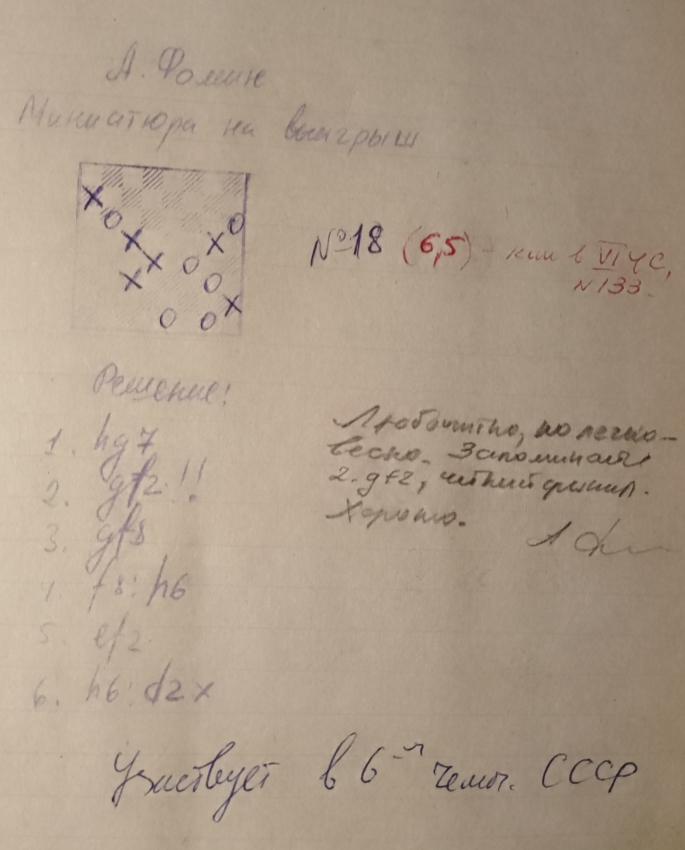 А. Фомин
Миниатюра на выигрыш
№18 (6,5) - в VI ЧС,
N133.
Решение!
1. hg7
2. gf2!!
3. gf8
4. f8:h6
5. ef2
6. h6:d2x
Любопытно, но легко-
весно. Запоминается
2. gf2, четкий финал.
Хорошо.
Участвует в 6-м чемп. СССР